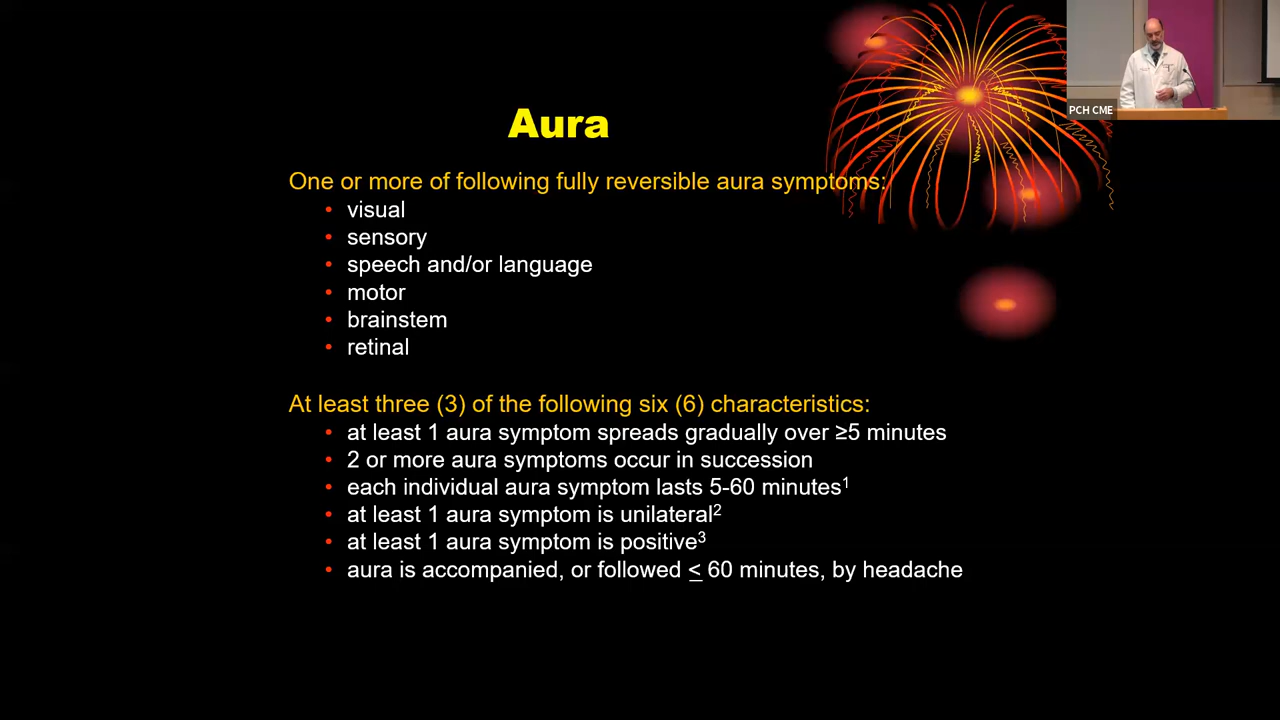 PCH CME
Aura
One or more of following fully reversible aura symptoms:
• visual
• sensory
• speech and/or language
• motor
• brainstem
• retinal
At least three (3) of the following six (6) characteristics:
• at least 1 aura symptom spreads gradually over ≥5 minutes
• 2 or more aura symptoms occur in succession
• each individual aura symptom lasts 5-60 minutes¹
• at least 1 aura symptom is unilateral²
• at least 1 aura symptom is positive³
• aura is accompanied, or followed ≤ 60 minutes, by headache